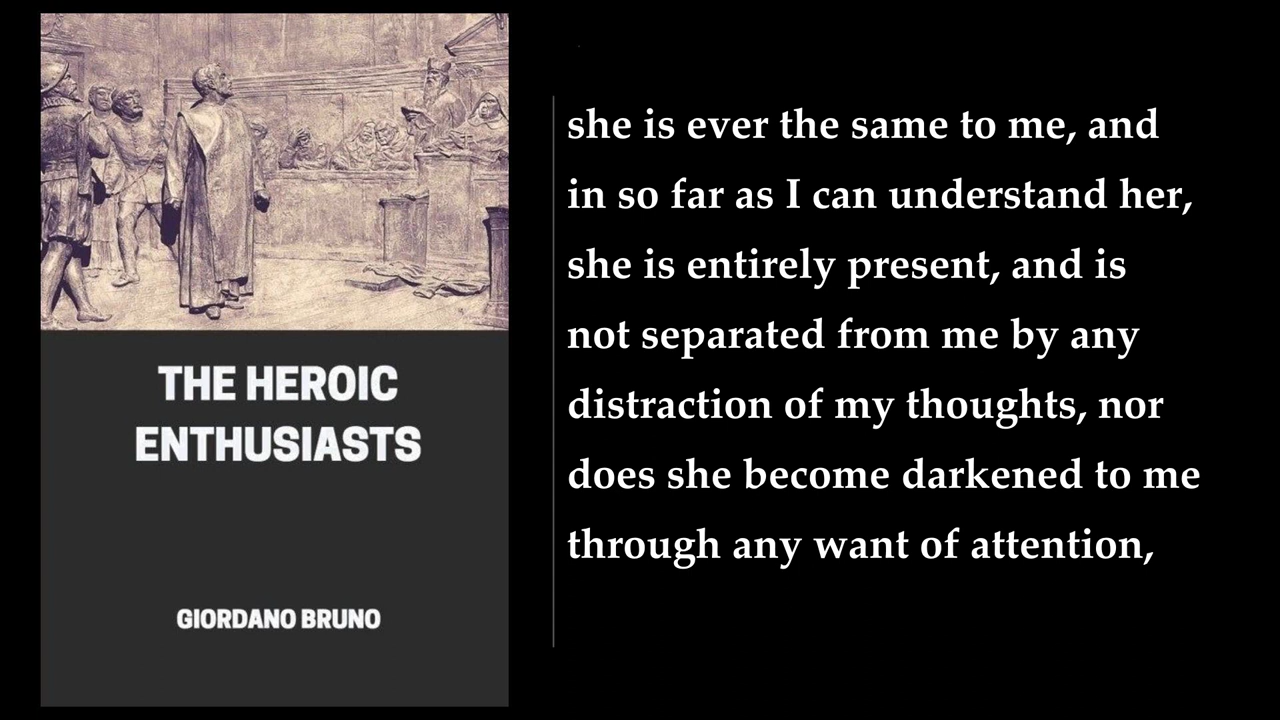 THE HEROIC
ENTHUSIASTS
GIORDANO BRUNO
she is ever the same to me, and
in so far as I can understand her,
she is entirely present, and is
not separated from me by any
distraction of my thoughts, nor
does she become darkened to me
through any want of attention,